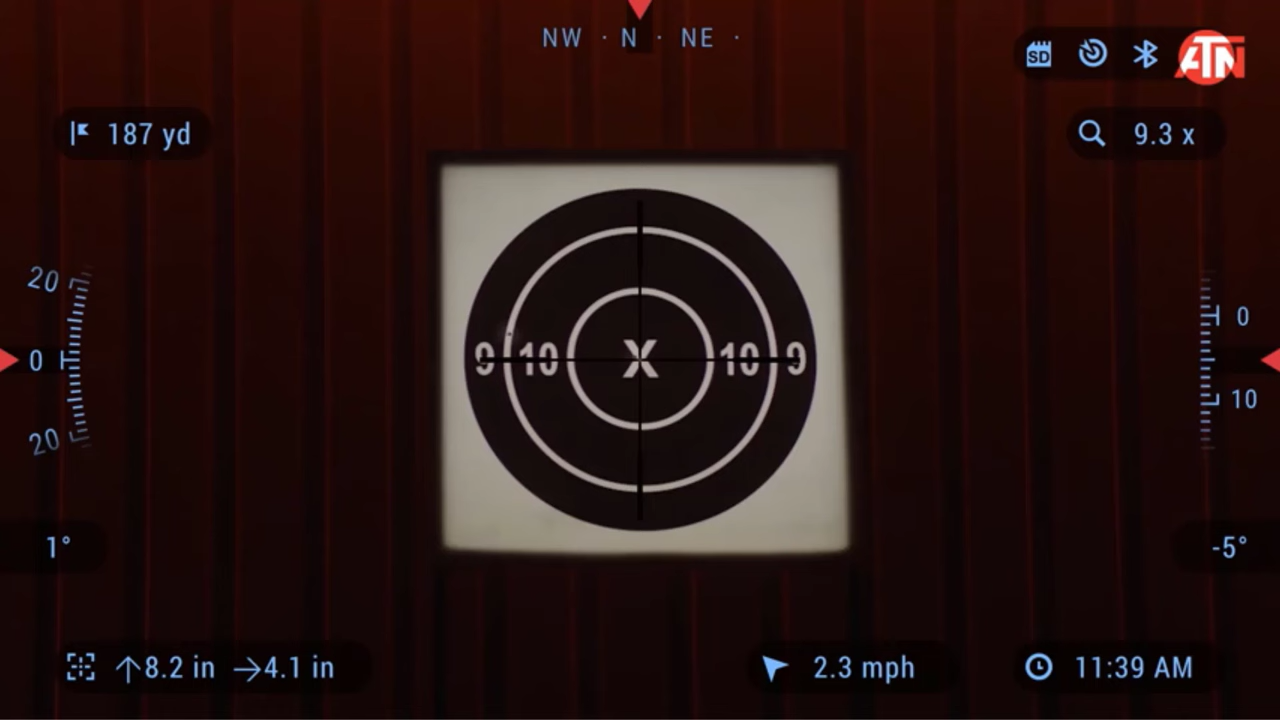 NW · N · NE ·
SD
ATN
187 yd
9.3 x
20
0
20
0
10
9 10 X 10 9
1°
-5°
↑8.2 in →4.1 in
2.3 mph
11:39 AM